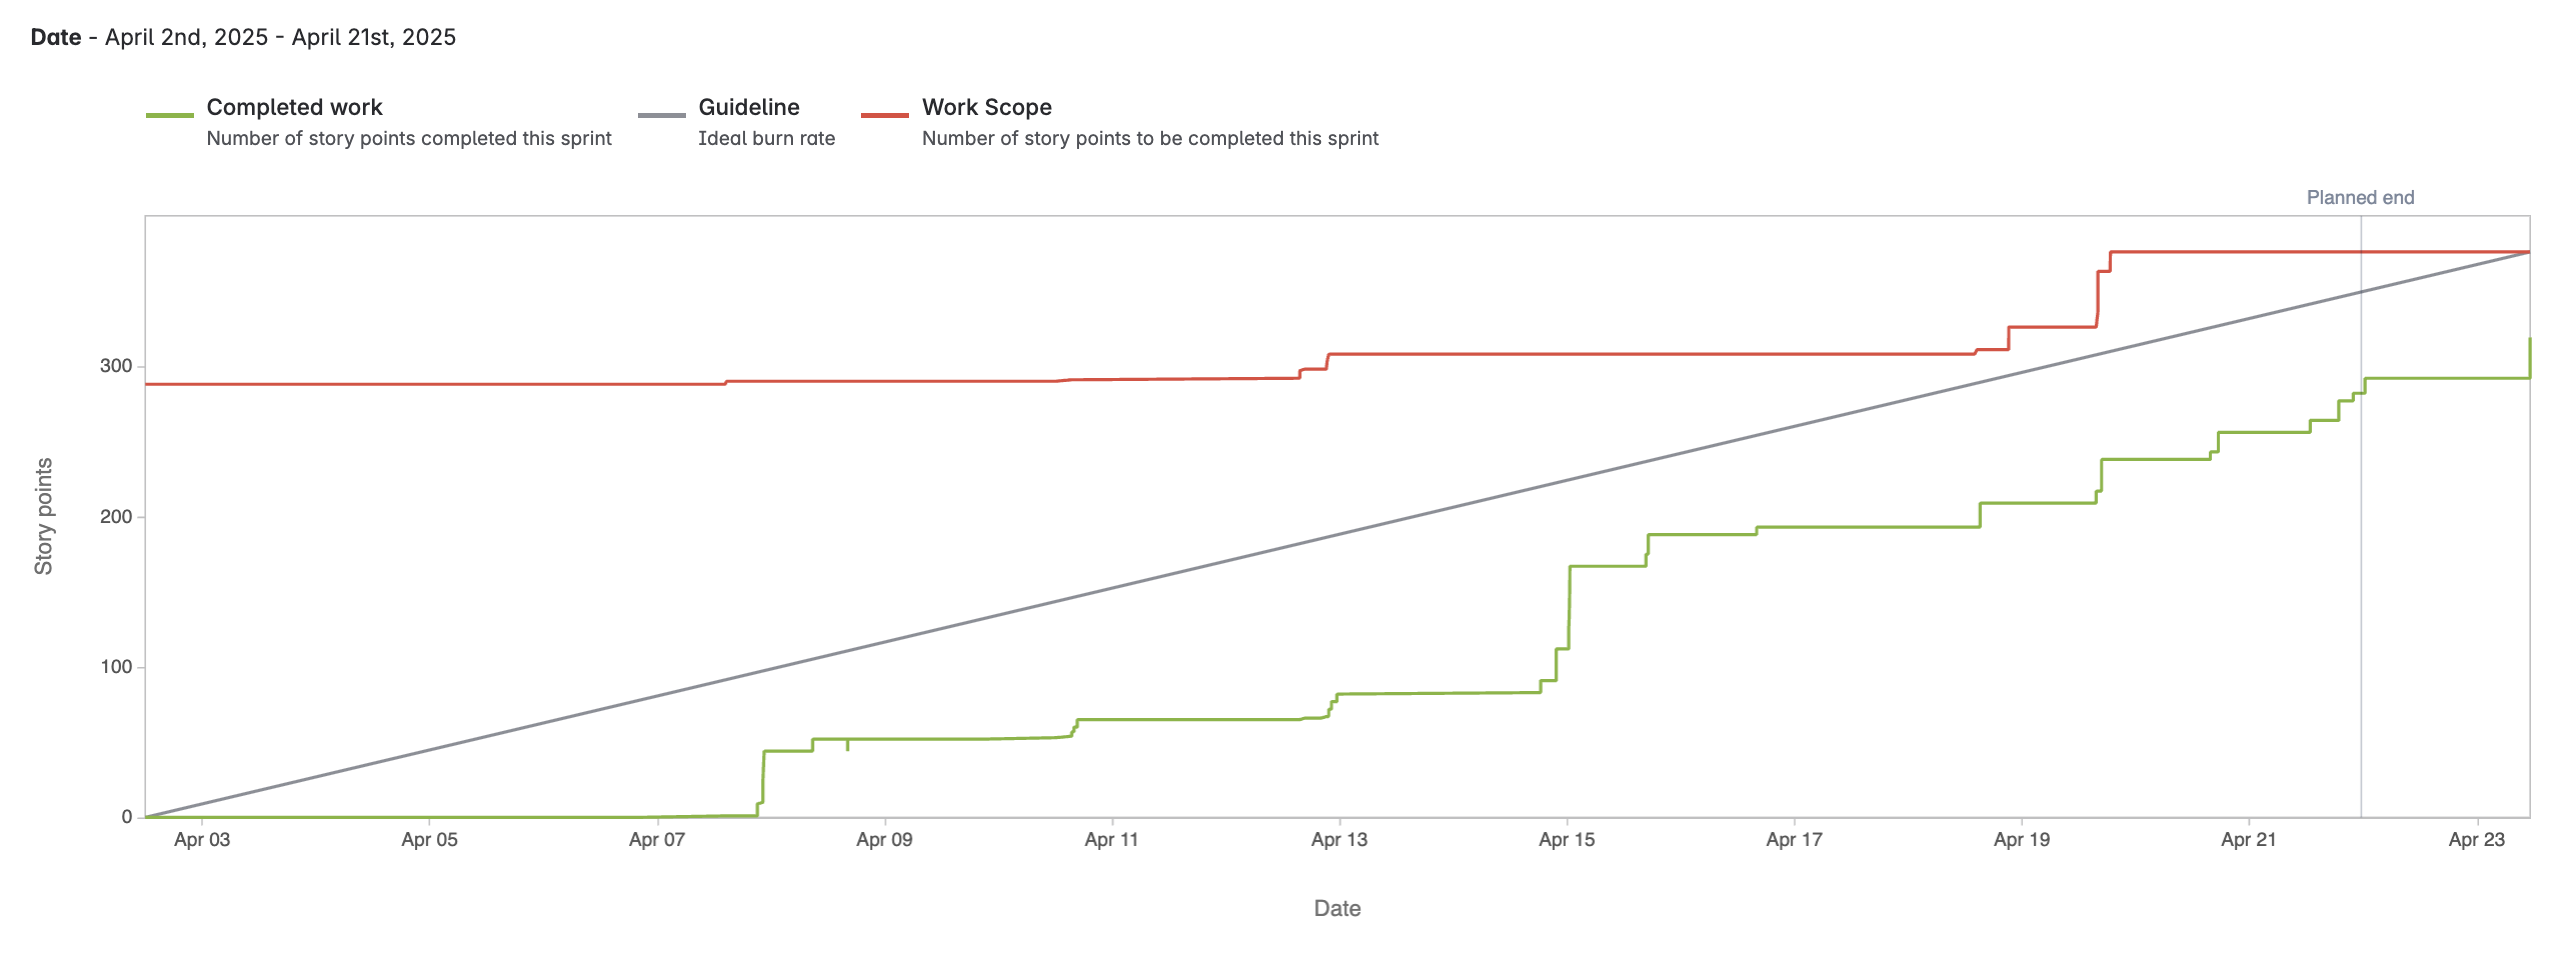 Date - April 2nd, 2025 - April 21st, 2025
Completed work
Number of story points completed this sprint
Guideline
Ideal burn rate
Work Scope
Number of story points to be completed this sprint
Planned end
Story points
300
200
100
0
Apr 03 Apr 05 Apr 07 Apr 09 Apr 11 Apr 13 Apr 15 Apr 17 Apr 19 Apr 21 Apr 23
Date